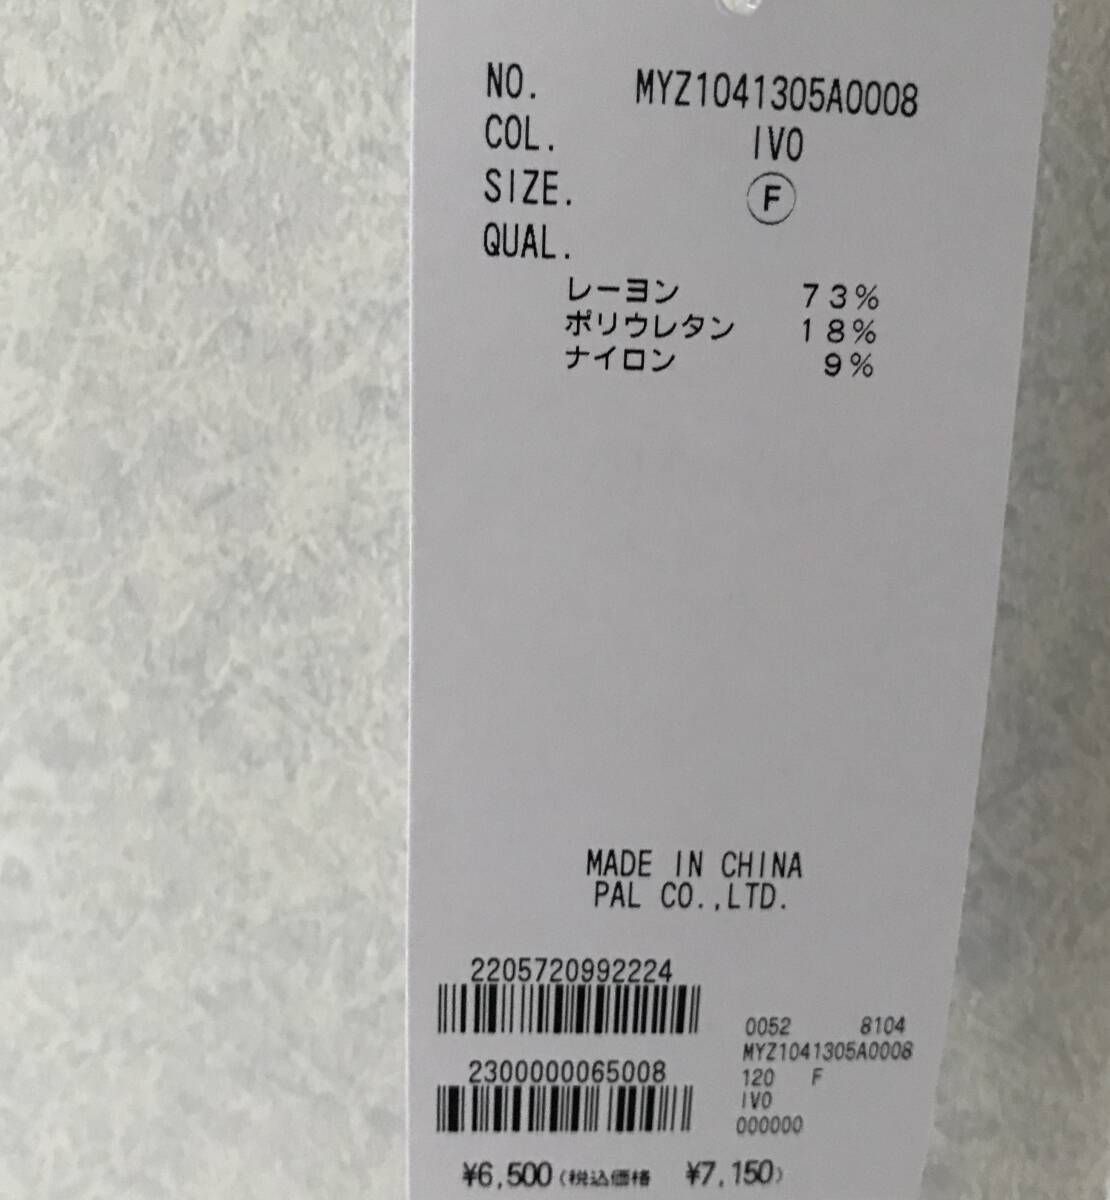 NO. MYZ1041305A0008
COL. IVO
SIZE. F
QUAL.
レーヨン 73%
ポリウレタン 18%
ナイロン 9%
MADE IN CHINA
PAL CO.,LTD.
2205720992224
2300000065008
0052 8104
MYZ1041305A0008
120 F
IVO
000000
¥6,500(税込価格 ¥7,150)